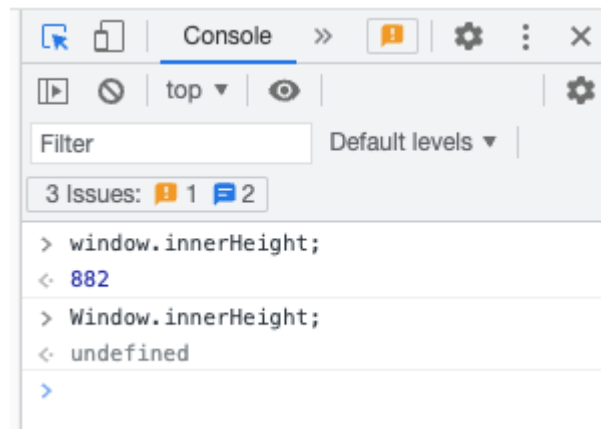 Console
top
Filter Default levels
3 Issues: 1 2
> window.innerHeight;
882
> Window.innerHeight;
undefined
>